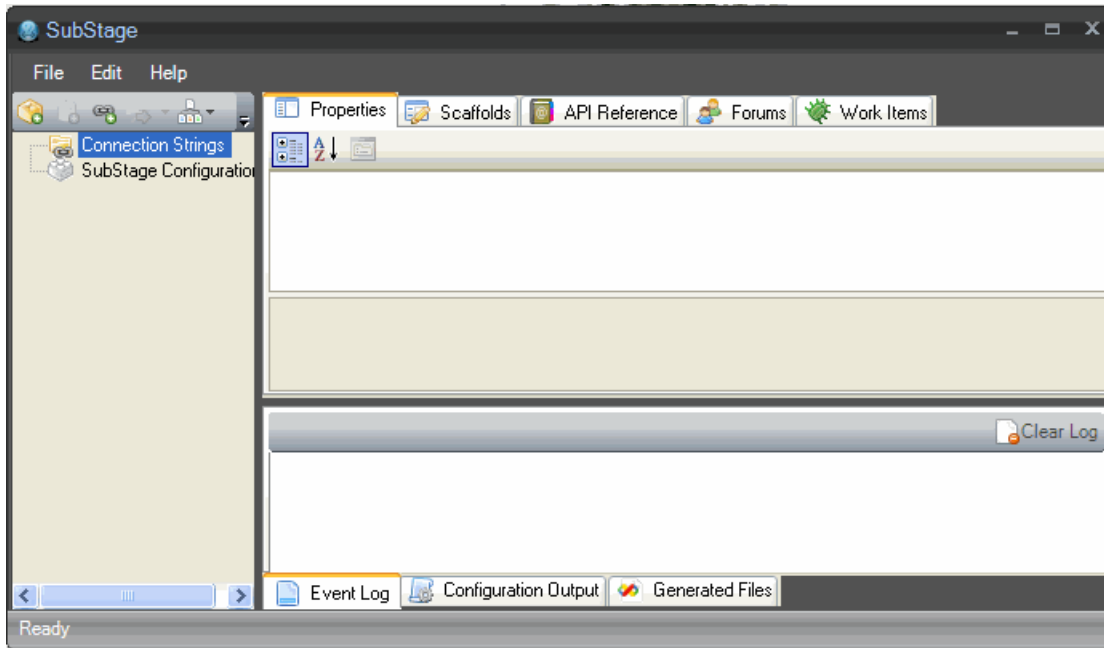 SubStage
File Edit Help
Properties Scaffolds API Reference Forums Work Items
Connection Strings
SubStage Configuration
Clear Log
Event Log Configuration Output Generated Files
Ready